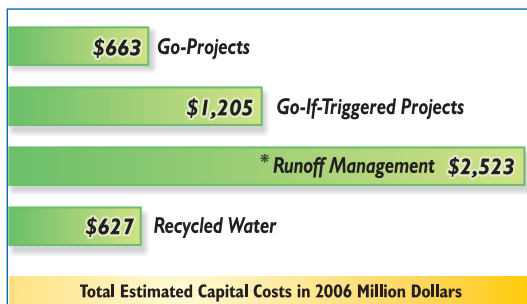 $663 Go-Projects
$1,205 Go-If-Triggered Projects
* Runoff Management $2,523
$627 Recycled Water
Total Estimated Capital Costs in 2006 Million Dollars